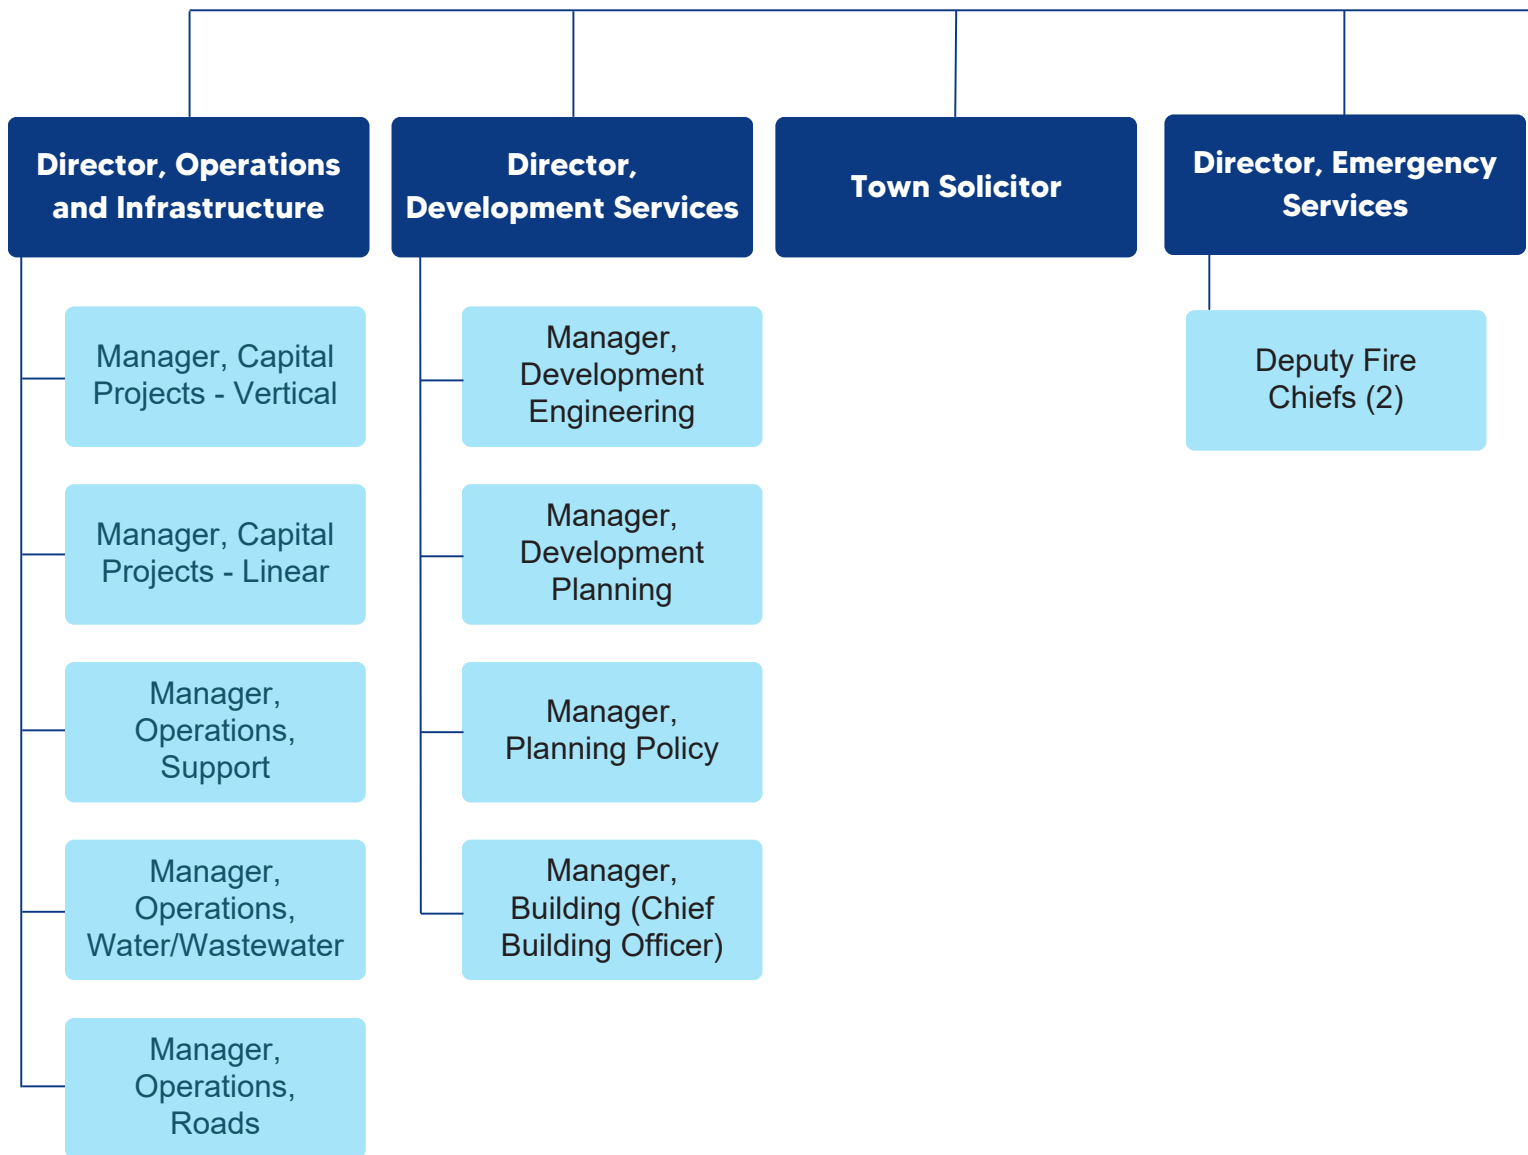 Director, Operations
and Infrastructure
Manager, Capital
Projects - Vertical
Manager, Capital
Projects - Linear
Manager,
Operations,
Support
Manager,
Operations,
Water/Wastewater
Manager,
Operations,
Roads
Director,
Development Services
Manager,
Development
Engineering
Manager,
Development
Planning
Manager,
Planning Policy
Manager,
Building (Chief
Building Officer)
Town Solicitor
Director, Emergency
Services
Deputy Fire
Chiefs (2)